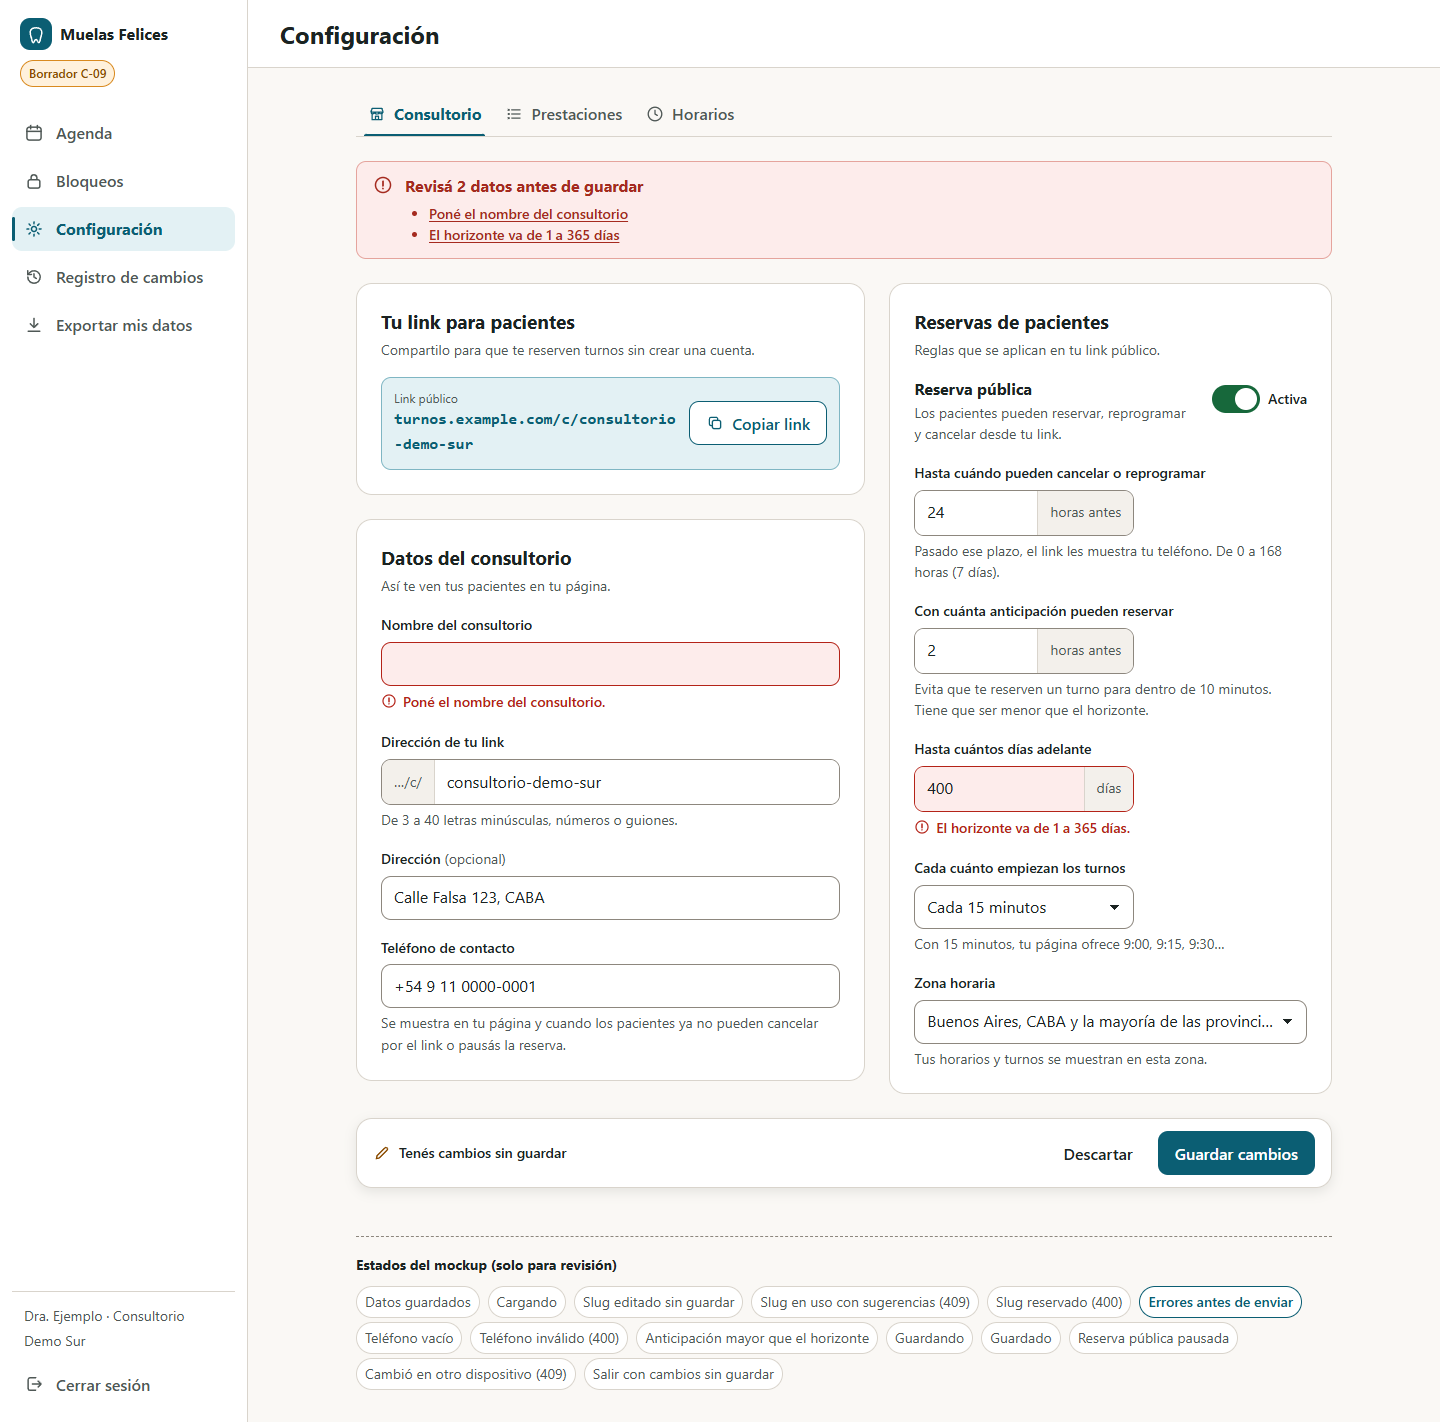 Muelas Felices
Borrador C-09
Agenda
Bloqueos
Configuración
Registro de cambios
Exportar mis datos
Dra. Ejemplo · Consultorio
Demo Sur
Cerrar sesión
Configuración
Consultorio
Prestaciones
Horarios
Revisá 2 datos antes de guardar
Poné el nombre del consultorio
El horizonte va de 1 a 365 días
Tu link para pacientes
Compartilo para que te reserven turnos sin crear una cuenta.
Link público
turnos.example.com/c/consultorio
-demo-sur
Copiar link
Datos del consultorio
Así te ven tus pacientes en tu página.
Nombre del consultorio
Poné el nombre del consultorio.
Dirección de tu link
.../c/
consultorio-demo-sur
De 3 a 40 letras minúsculas, números o guiones.
Dirección (opcional)
Calle Falsa 123, CABA
Teléfono de contacto
+54 9 11 0000-0001
Se muestra en tu página y cuando los pacientes ya no pueden cancelar
por el link o pausás la reserva.
Reservas de pacientes
Reglas que se aplican en tu link público.
Reserva pública
Los pacientes pueden reservar, reprogramar
y cancelar desde tu link.
Activa
Hasta cuándo pueden cancelar o reprogramar
24
horas antes
Pasado ese plazo, el link les muestra tu teléfono. De 0 a 168
horas (7 días).
Con cuánta anticipación pueden reservar
2
horas antes
Evita que te reserven un turno para dentro de 10 minutos.
Tiene que ser menor que el horizonte.
Hasta cuántos días adelante
400
días
El horizonte va de 1 a 365 días.
Cada cuánto empiezan los turnos
Cada 15 minutos
Con 15 minutos, tu página ofrece 9:00, 9:15, 9:30...
Zona horaria
Buenos Aires, CABA y la mayoría de las provinci...
Tus horarios y turnos se muestran en esta zona.
Tenés cambios sin guardar
Descartar
Guardar cambios
Estados del mockup (solo para revisión)
Datos guardados
Cargando
Slug editado sin guardar
Slug en uso con sugerencias (409)
Slug reservado (400)
Errores antes de enviar
Teléfono vacío
Teléfono inválido (400)
Anticipación mayor que el horizonte
Guardando
Guardado
Reserva pública pausada
Cambió en otro dispositivo (409)
Salir con cambios sin guardar